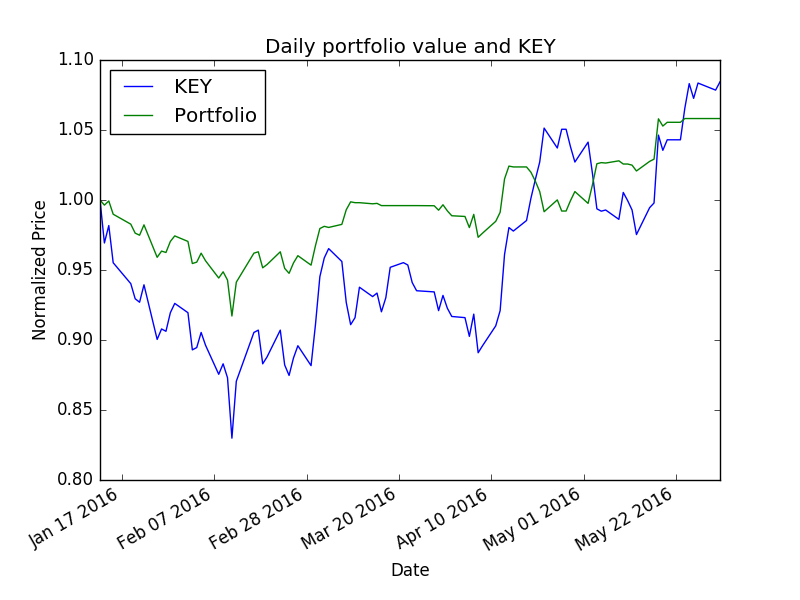 Daily portfolio value and KEY
KEY
Portfolio
1.10
1.05
1.00
0.95
0.90
0.85
0.80
Normalized Price
Jan 17 2016
Feb 07 2016
Feb 28 2016
Mar 20 2016
Apr 10 2016
May 01 2016
May 22 2016
Date